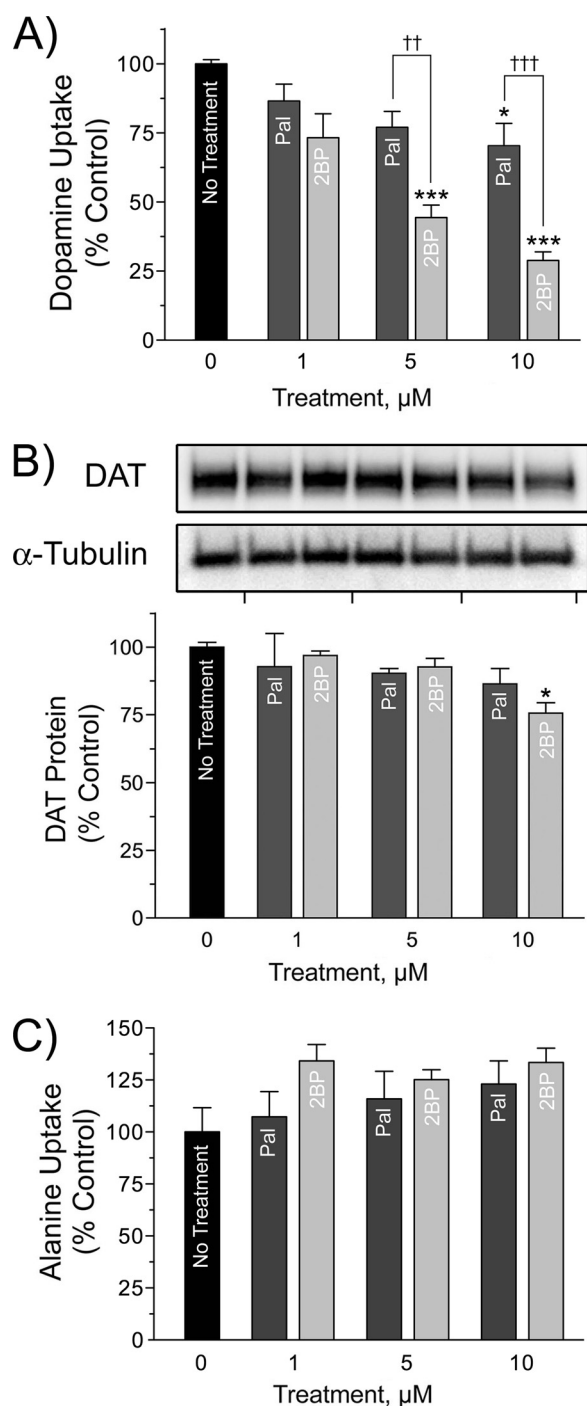 A)
Dopamine Uptake
(% Control)
100
75
50
25
0
No Treatment
Pal
2BP
Pal
††
***
2BP
*
Pal
†††
***
2BP
0 1 5 10
Treatment, µM
B)
DAT
α-Tubulin
DAT Protein
(% Control)
100
75
50
25
0
No Treatment
Pal
2BP
Pal
2BP
Pal
*
2BP
0 1 5 10
Treatment, µM
C)
Alanine Uptake
(% Control)
150
125
100
75
50
25
0
No Treatment
Pal
2BP
Pal
2BP
Pal
2BP
0 1 5 10
Treatment, µM